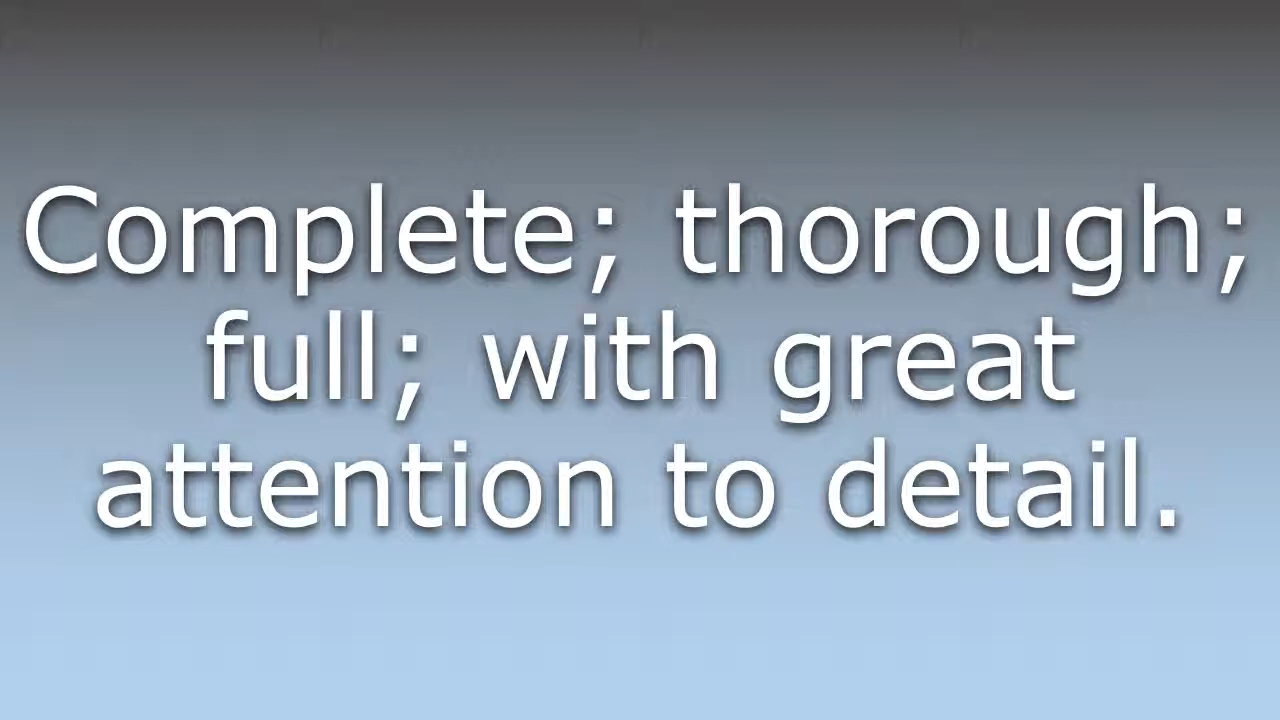 Complete; thorough;
full; with great
attention to detail.